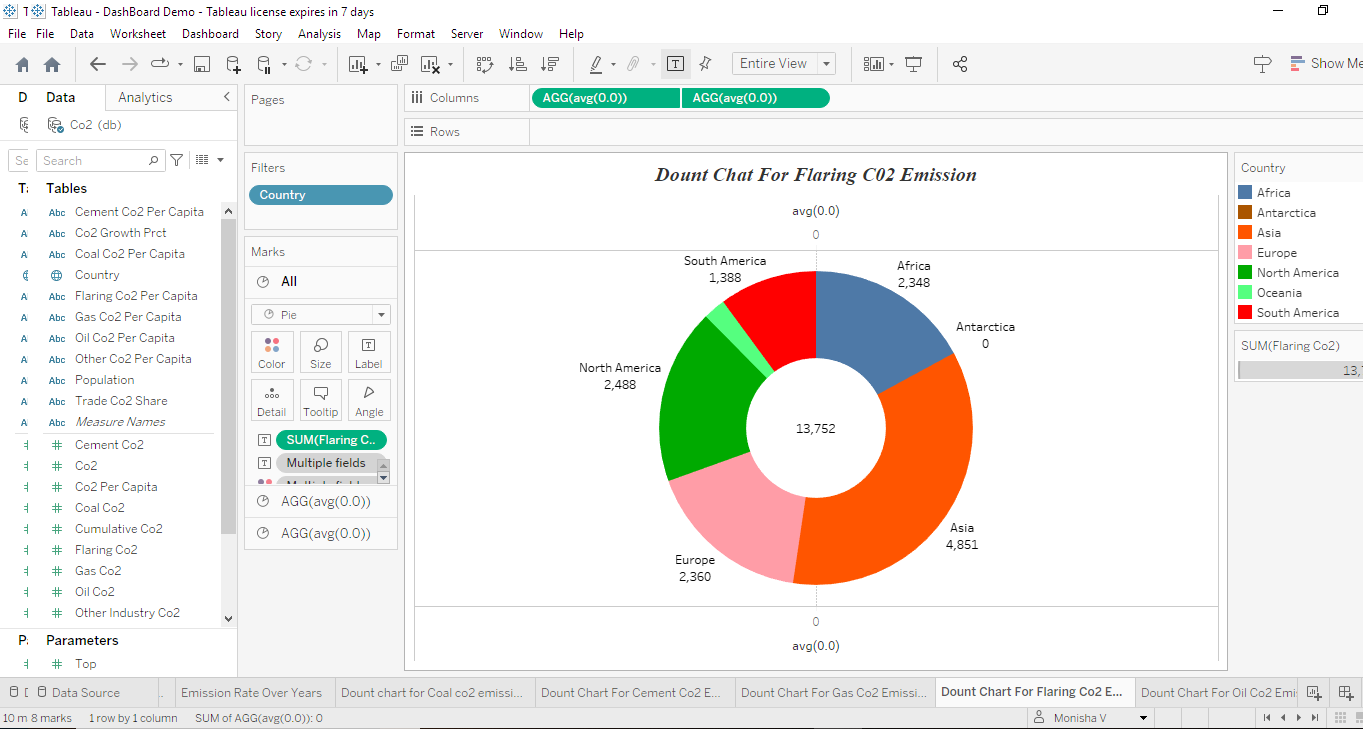 T Tableau - DashBoard Demo - Tableau license expires in 7 days
File File Data Worksheet Dashboard Story Analysis Map Format Server Window Help
Entire View
Show Me
D Data Analytics
Co2 (db)
Se Search
Tables
Abc Cement Co2 Per Capita
Abc Co2 Growth Prct
Abc Coal Co2 Per Capita
Country
Abc Flaring Co2 Per Capita
Abc Gas Co2 Per Capita
Abc Oil Co2 Per Capita
Abc Other Co2 Per Capita
Abc Population
Abc Trade Co2 Share
Abc Measure Names
# Cement Co2
# Co2
# Co2 Per Capita
# Coal Co2
# Cumulative Co2
# Flaring Co2
# Gas Co2
# Oil Co2
# Other Industry Co2
Parameters
# Top
Pages
Filters
Country
Marks
All
Pie
Color Size Label
Detail Tooltip Angle
SUM(Flaring C..
Multiple fields
AGG(avg(0.0))
AGG(avg(0.0))
Columns AGG(avg(0.0)) AGG(avg(0.0))
Rows
Dount Chat For Flaring C02 Emission
avg(0.0)
0
South America
1,388
Africa
2,348
Antarctica
0
North America
2,488
13,752
Asia
4,851
Europe
2,360
0
avg(0.0)
Country
Africa
Antarctica
Asia
Europe
North America
Oceania
South America
SUM(Flaring Co2)
Data Source Emission Rate Over Years Dount chart for Coal co2 emissi... Dount Chart For Cement Co2 E... Dount Chart For Gas Co2 Emissi... Dount Chart For Flaring Co2 E... Dount Chart For Oil Co2 Emi
10 m 8 marks 1 row by 1 column SUM of AGG(avg(0.0)): 0 Monisha V